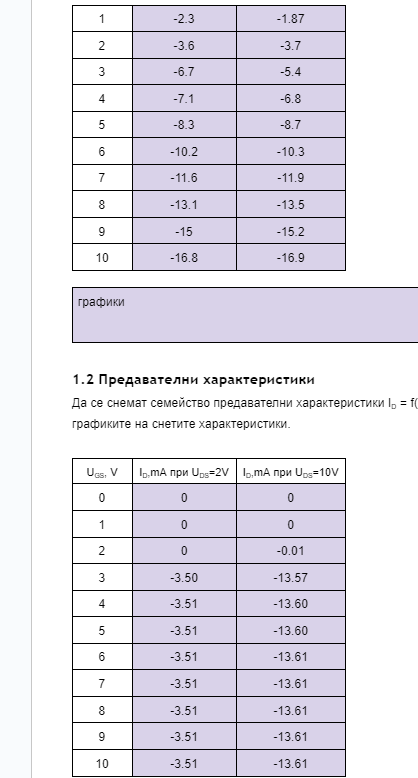 1 -2.3 -1.87
2 -3.6 -3.7
3 -6.7 -5.4
4 -7.1 -6.8
5 -8.3 -8.7
6 -10.2 -10.3
7 -11.6 -11.9
8 -13.1 -13.5
9 -15 -15.2
10 -16.8 -16.9
графики
1.2 Предавателни характеристики
Да се снемат семейство предавателни характеристики I_D = f(
графиките на снетите характеристики.
U_GS, V I_D,mA при U_DS=2V I_D,mA при U_DS=10V
0 0 0
1 0 0
2 0 -0.01
3 -3.50 -13.57
4 -3.51 -13.60
5 -3.51 -13.60
6 -3.51 -13.61
7 -3.51 -13.61
8 -3.51 -13.61
9 -3.51 -13.61
10 -3.51 -13.61